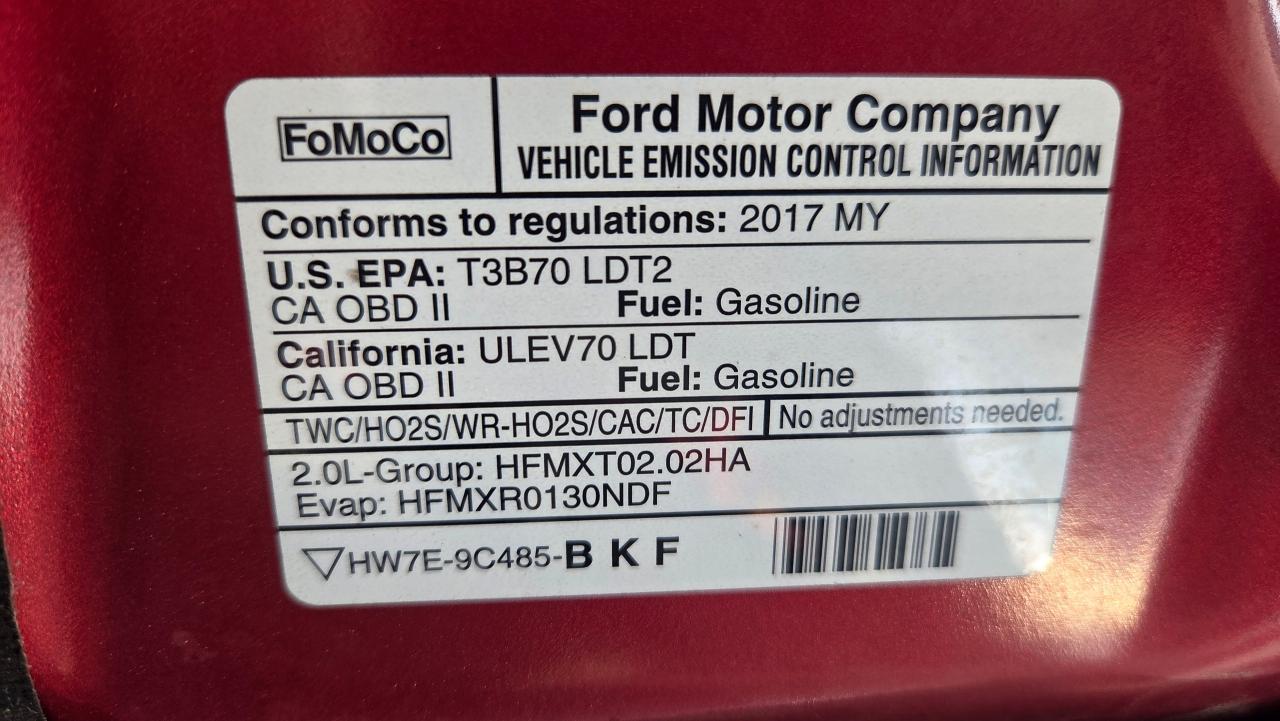 FoMoCo
Ford Motor Company
VEHICLE EMISSION CONTROL INFORMATION
Conforms to regulations: 2017 MY
U.S. EPA: T3B70 LDT2
CA OBD II Fuel: Gasoline
California: ULEV70 LDT
CA OBD II Fuel: Gasoline
TWC/HO2S/WR-HO2S/CAC/TC/DFI No adjustments needed.
2.0L-Group: HFMXT02.02HA
Evap: HFMXR0130NDF
HW7E-9C485-B K F